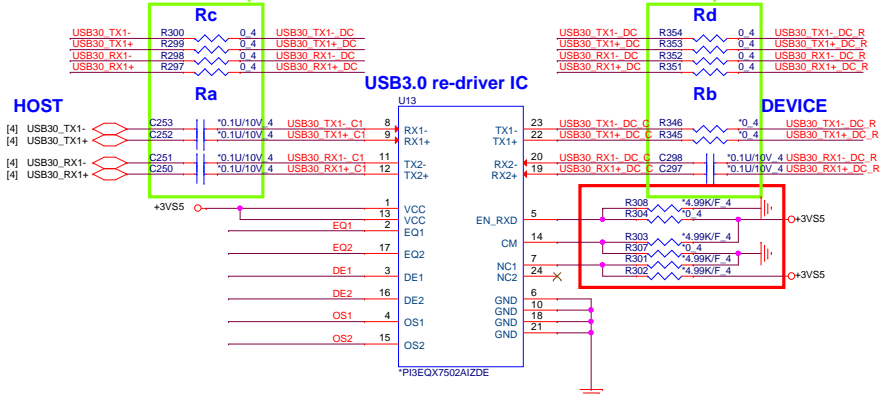 Rc
USB30_TX1- R300 0_4 USB30_TX1-_DC
USB30_TX1+ R299 0_4 USB30_TX1+_DC
USB30_RX1- R298 0_4 USB30_RX1-_DC
USB30_RX1+ R297 0_4 USB30_RX1+_DC
Rd
USB30_TX1-_DC R354 0_4 USB30_TX1-_DC_R
USB30_TX1+_DC R353 0_4 USB30_TX1+_DC_R
USB30_RX1-_DC R352 0_4 USB30_RX1-_DC_R
USB30_RX1+_DC R351 0_4 USB30_RX1+_DC_R
USB3.0 re-driver IC
HOST
Ra
Rb
DEVICE
U13
[4] USB30_TX1- C253 *0.1U/10V_4 USB30_TX1-_C1 8 RX1-
[4] USB30_TX1+ C252 *0.1U/10V_4 USB30_TX1+_C1 9 RX1+
[4] USB30_RX1- C251 *0.1U/10V_4 USB30_RX1-_C1 11 TX2-
[4] USB30_RX1+ C250 *0.1U/10V_4 USB30_RX1+_C1 12 TX2+
TX1- 23 USB30_TX1-_DC_C R346 *0_4 USB30_TX1-_DC_R
TX1+ 22 USB30_TX1+_DC_C R345 *0_4 USB30_TX1+_DC_R
RX2- 20 USB30_RX1-_DC_C C298 *0.1U/10V_4 USB30_RX1-_DC_R
RX2+ 19 USB30_RX1+_DC_C C297 *0.1U/10V_4 USB30_RX1+_DC_R
+3VS5 1 VCC
13 VCC
EQ1 2 EQ1
EQ2 17 EQ2
DE1 3 DE1
DE2 16 DE2
OS1 4 OS1
OS2 15 OS2
R308 *4.99K/F_4
EN_RXD 5 R304 *0_4 +3VS5
R303 *4.99K/F_4
CM 14 R307 *0_4
NC1 7 R301 *4.99K/F_4
NC2 24 R302 *4.99K/F_4 +3VS5
GND 6
GND 10
GND 18
GND 21
*PI3EQX7502AIZDE